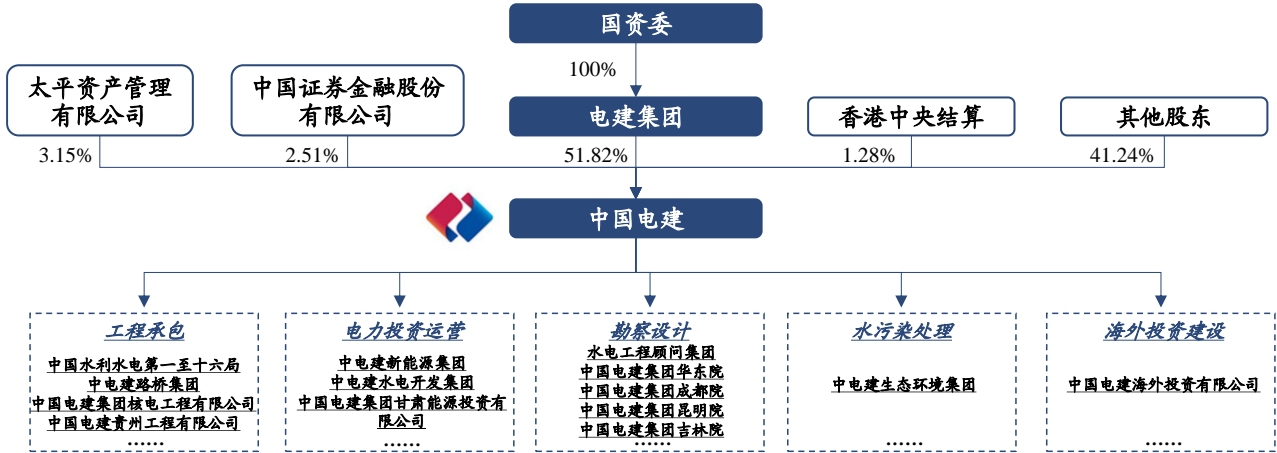 国资委
100%
太平资产管理
有限公司
中国证券金融股份
有限公司
电建集团
香港中央结算
其他股东
3.15%
2.51%
51.82%
1.28%
41.24%
中国电建
工程承包
中国水利水电第一至十六局
中电建路桥集团
中国电建集团核电工程有限公司
中国电建贵州工程有限公司
……
电力投资运营
中电建新能源集团
中电建水电开发集团
中国电建集团甘肃能源投资有
限公司
……
勘察设计
水电工程顾问集团
中国电建集团华东院
中国电建集团成都院
中国电建集团昆明院
中国电建集团吉林院
……
水污染处理
中电建生态环境集团
……
海外投资建设
中国电建海外投资有限公司
……